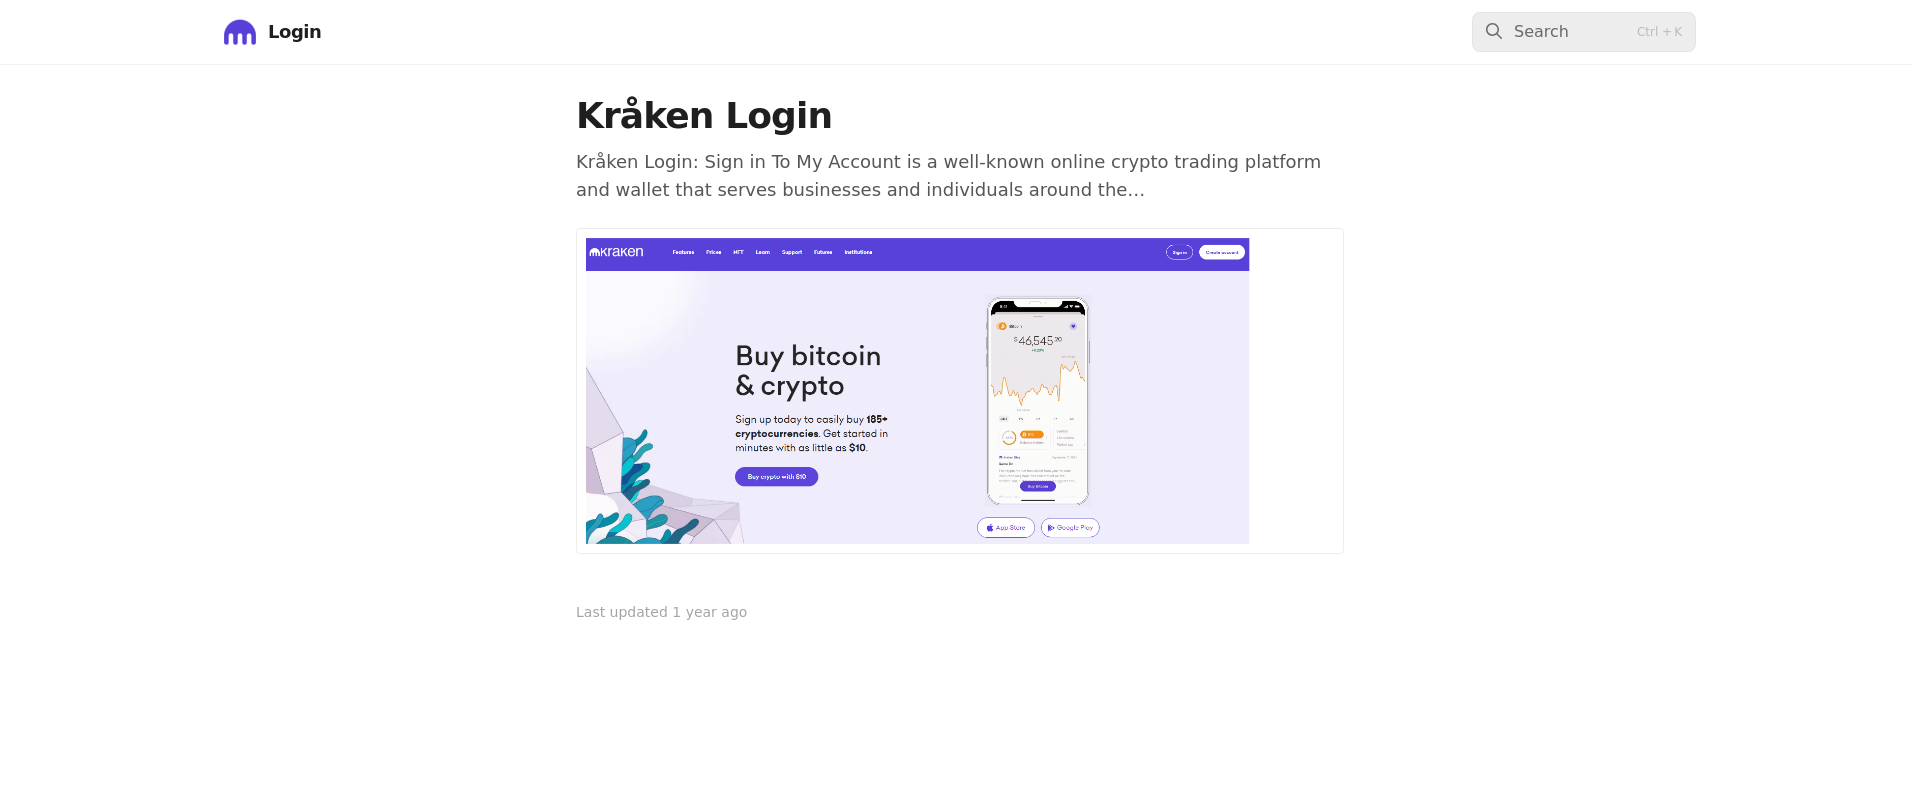 Login
Search
Ctrl + K
Kråken Login
Kråken Login: Sign in To My Account is a well-known online crypto trading platform
and wallet that serves businesses and individuals around the...
kraken
Features Prices NFT Learn Support Futures Institutions
Sign in
Create account
Buy bitcoin
& crypto
Sign up today to easily buy 185+
cryptocurrencies. Get started in
minutes with as little as $10.
Buy crypto with $10
Bitcoin
$46,545.20
Buy Bitcoin
App Store
Google Play
Last updated 1 year ago